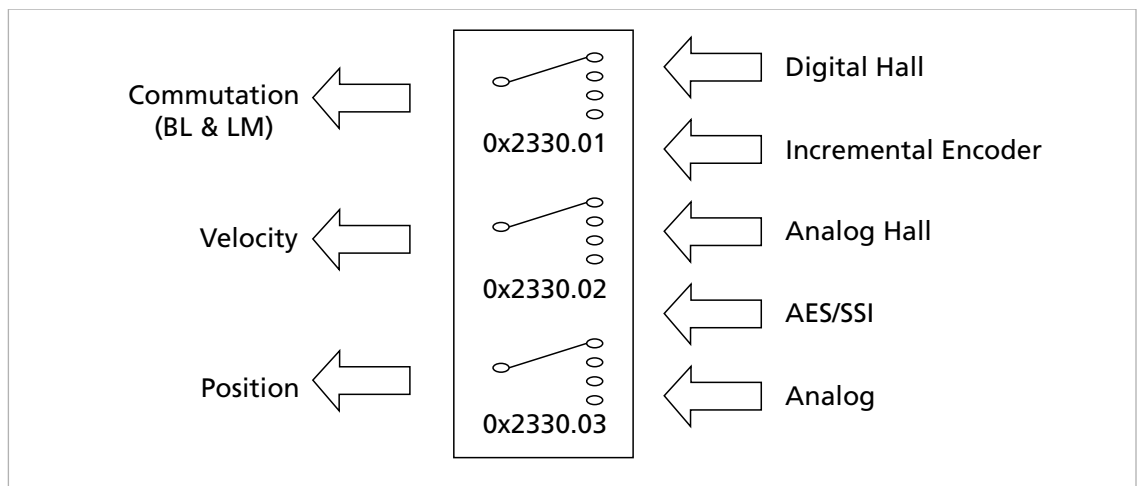 Commutation
(BL & LM)
Velocity
Position
0x2330.01
0x2330.02
0x2330.03
Digital Hall
Incremental Encoder
Analog Hall
AES/SSI
Analog